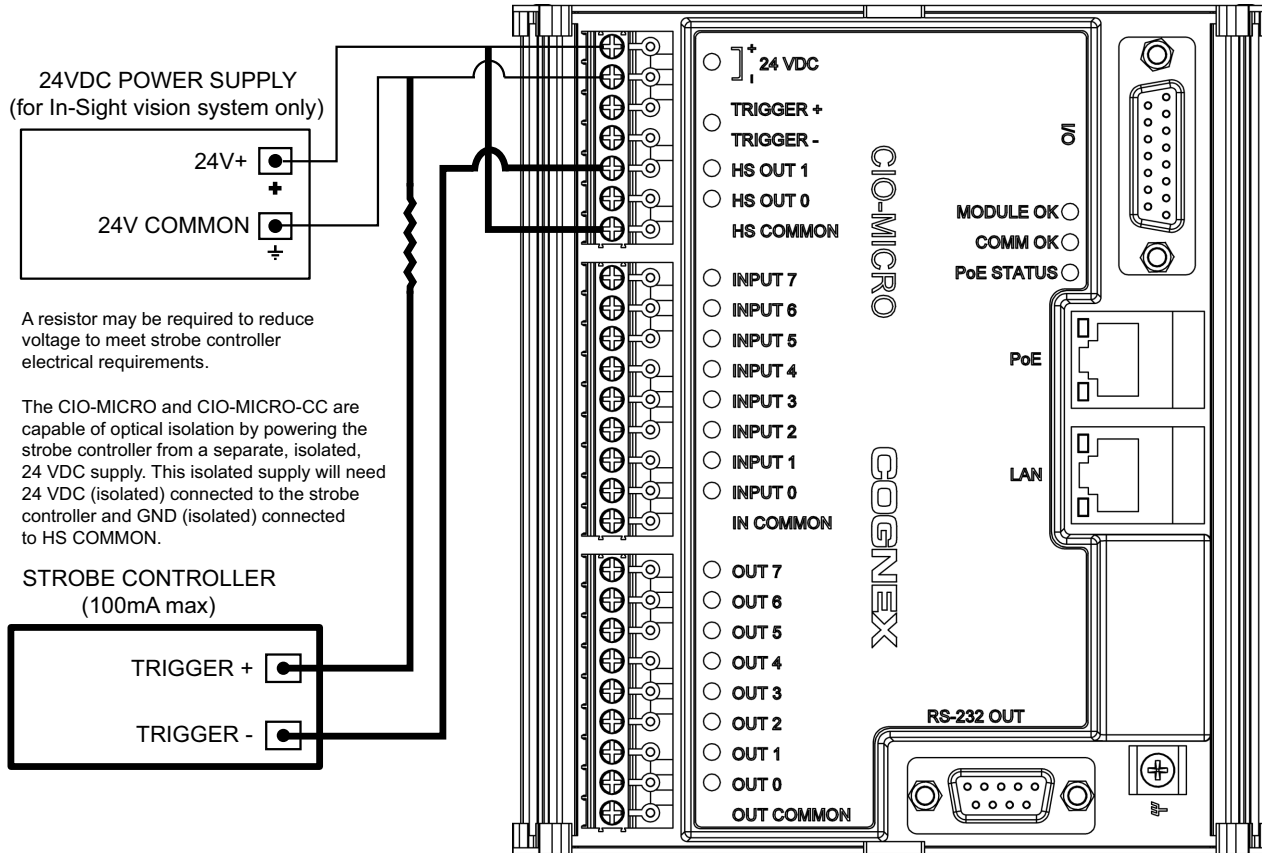 24VDC POWER SUPPLY
(for In-Sight vision system only)
24V+
+
24V COMMON
A resistor may be required to reduce
voltage to meet strobe controller
electrical requirements.
The CIO-MICRO and CIO-MICRO-CC are
capable of optical isolation by powering the
strobe controller from a separate, isolated,
24 VDC supply. This isolated supply will need
24 VDC (isolated) connected to the strobe
controller and GND (isolated) connected
to HS COMMON.
STROBE CONTROLLER
(100mA max)
TRIGGER +
TRIGGER -
+
24 VDC
-
TRIGGER +
TRIGGER -
HS OUT 1
HS OUT 0
HS COMMON
INPUT 7
INPUT 6
INPUT 5
INPUT 4
INPUT 3
INPUT 2
INPUT 1
INPUT 0
IN COMMON
OUT 7
OUT 6
OUT 5
OUT 4
OUT 3
OUT 2
OUT 1
OUT 0
OUT COMMON
CIO-MICRO
COGNEX
I/O
MODULE OK
COMM OK
PoE STATUS
PoE
LAN
RS-232 OUT